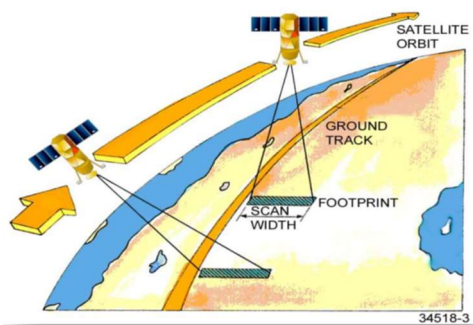 SATELLITE
ORBIT
GROUND
TRACK
FOOTPRINT
SCAN
WIDTH
34518-3